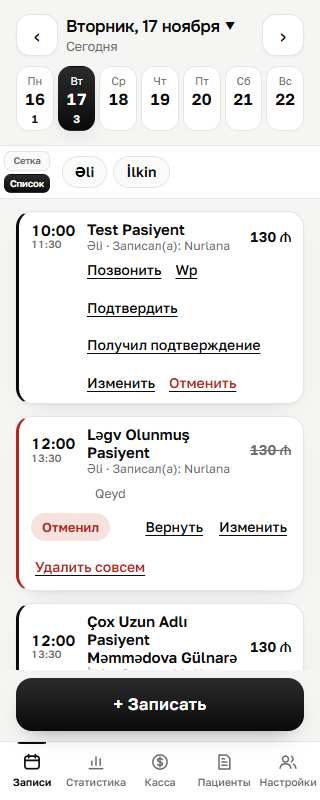 ‹
Вторник, 17 ноября ▼
Сегодня
›
Пн Вт Ср Чт Пт Сб Вс
16 17 18 19 20 21 22
1 3
Сетка
Список
Əli İlkin
10:00
11:30
Test Pasiyent
Əli · Записал(а): Nurlana
130 ₼
Позвонить Wp
Подтвердить
Получил подтверждение
Изменить Отменить
12:00
13:30
Ləgv Olunmuş
Pasiyent
Əli · Записал(а): Nurlana
130 ₼
Qeyd
Отменил Вернуть Изменить
Удалить совсем
12:00
13:30
Çox Uzun Adlı
Pasiyent
Məmmədova Gülnarə
130 ₼
+ Записать
Записи Статистика Касса Пациенты Настройки